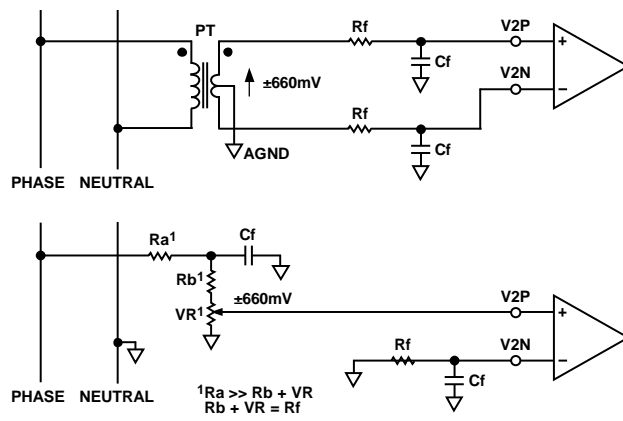 PT
Rf
V2P
+
Cf
±660mV
V2N
Rf
−
AGND
Cf
PHASE NEUTRAL
Ra¹
Cf
Rb¹
±660mV
V2P
VR¹
+
Rf
V2N
−
Cf
PHASE NEUTRAL
¹Ra >> Rb + VR
Rb + VR = Rf